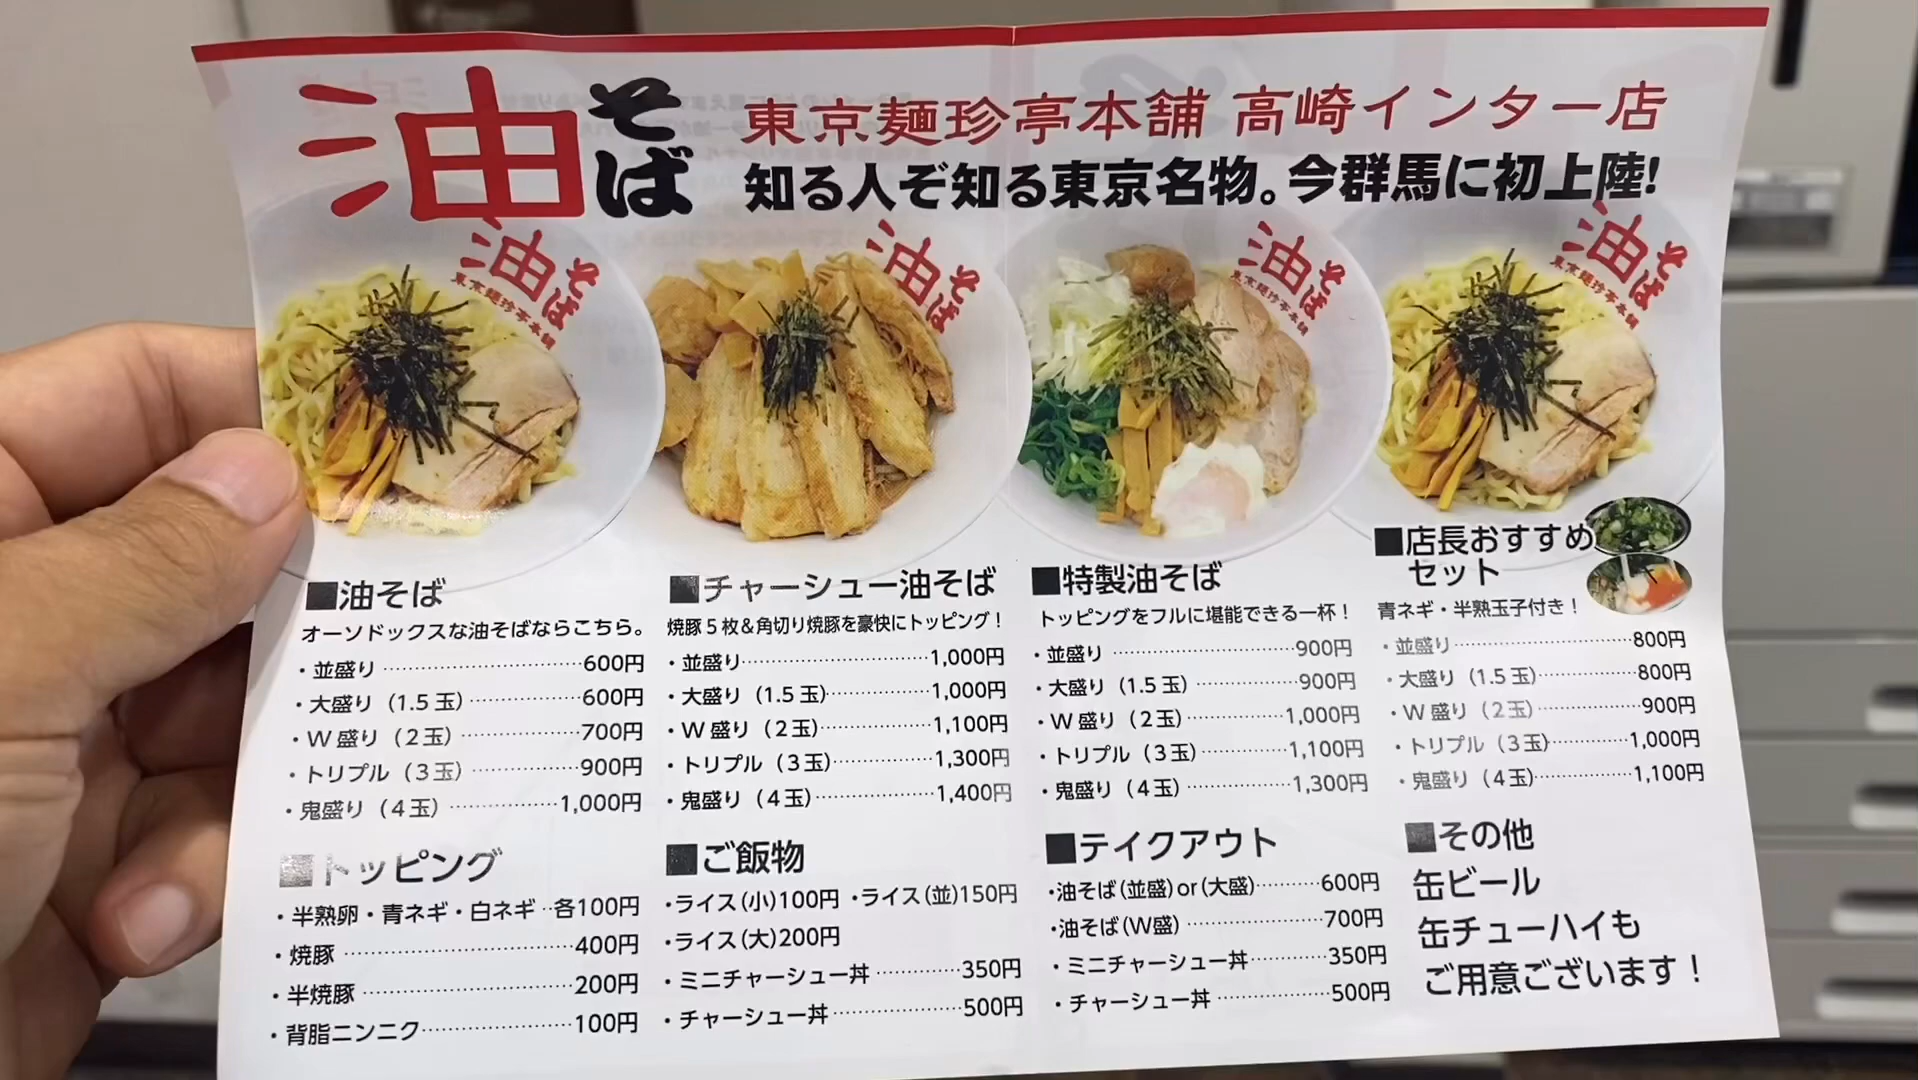 油そば
東京麺珍亭本舗 高崎インター店
知る人ぞ知る東京名物。今群馬に初上陸!
油そば
東京麺珍亭本舗
油そば
油そば
東京麺珍亭本舗
油そば
東京麺珍亭本舗
■油そば
オーソドックスな油そばならこちら。
・並盛り 600円
・大盛り(1.5玉) 600円
・W盛り(2玉) 700円
・トリプル(3玉) 900円
・鬼盛り(4玉) 1,000円
■チャーシュー油そば
焼豚5枚&角切り焼豚を豪快にトッピング!
・並盛り 1,000円
・大盛り(1.5玉) 1,000円
・W盛り(2玉) 1,100円
・トリプル(3玉) 1,300円
・鬼盛り(4玉) 1,400円
■特製油そば
トッピングをフルに堪能できる一杯!
・並盛り 900円
・大盛り(1.5玉) 900円
・W盛り(2玉) 1,000円
・トリプル(3玉) 1,100円
・鬼盛り(4玉) 1,300円
■店長おすすめ
セット
青ネギ・半熟玉子付き!
・並盛り 800円
・大盛り(1.5玉) 800円
・W盛り(2玉) 900円
・トリプル(3玉) 1,000円
・鬼盛り(4玉) 1,100円
■トッピング
・半熟卵・青ネギ・白ネギ 各100円
・焼豚 400円
・半焼豚 200円
・背脂ニンニク 100円
■ご飯物
・ライス(小)100円 ・ライス(並)150円
・ライス(大)200円
・ミニチャーシュー丼 350円
・チャーシュー丼 500円
■テイクアウト
・油そば(並盛)or(大盛) 600円
・油そば(W盛) 700円
・ミニチャーシュー丼 350円
・チャーシュー丼 500円
■その他
缶ビール
缶チューハイも
ご用意ございます!